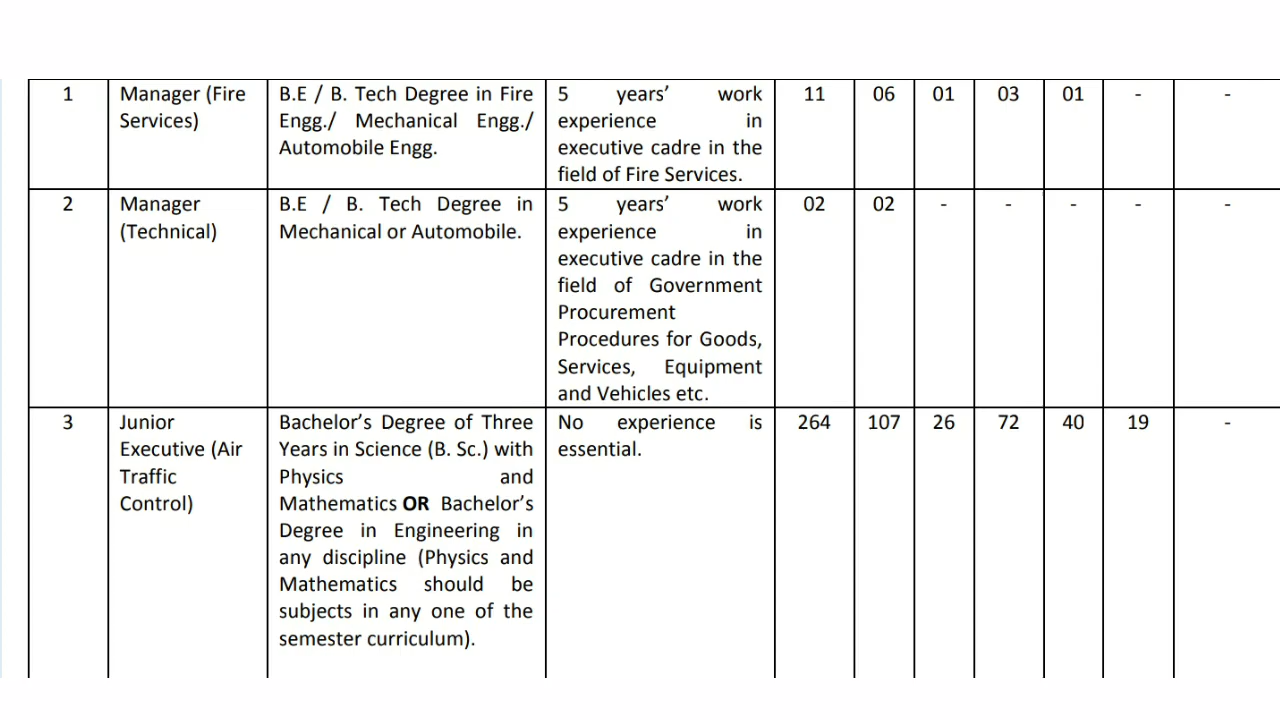 1 Manager (Fire B.E / B. Tech Degree in Fire 5 years’ work 11 06 01 03 01 - -
Services) Engg./ Mechanical Engg./ experience in
Automobile Engg. executive cadre in the
field of Fire Services.
2 Manager B.E / B. Tech Degree in 5 years’ work 02 02 - - - - -
(Technical) Mechanical or Automobile. experience in
executive cadre in the
field of Government
Procurement
Procedures for Goods,
Services, Equipment
and Vehicles etc.
3 Junior Bachelor’s Degree of Three No experience is 264 107 26 72 40 19 -
Executive (Air Years in Science (B. Sc.) with essential.
Traffic Physics and
Control) Mathematics OR Bachelor’s
Degree in Engineering in
any discipline (Physics and
Mathematics should be
subjects in any one of the
semester curriculum).